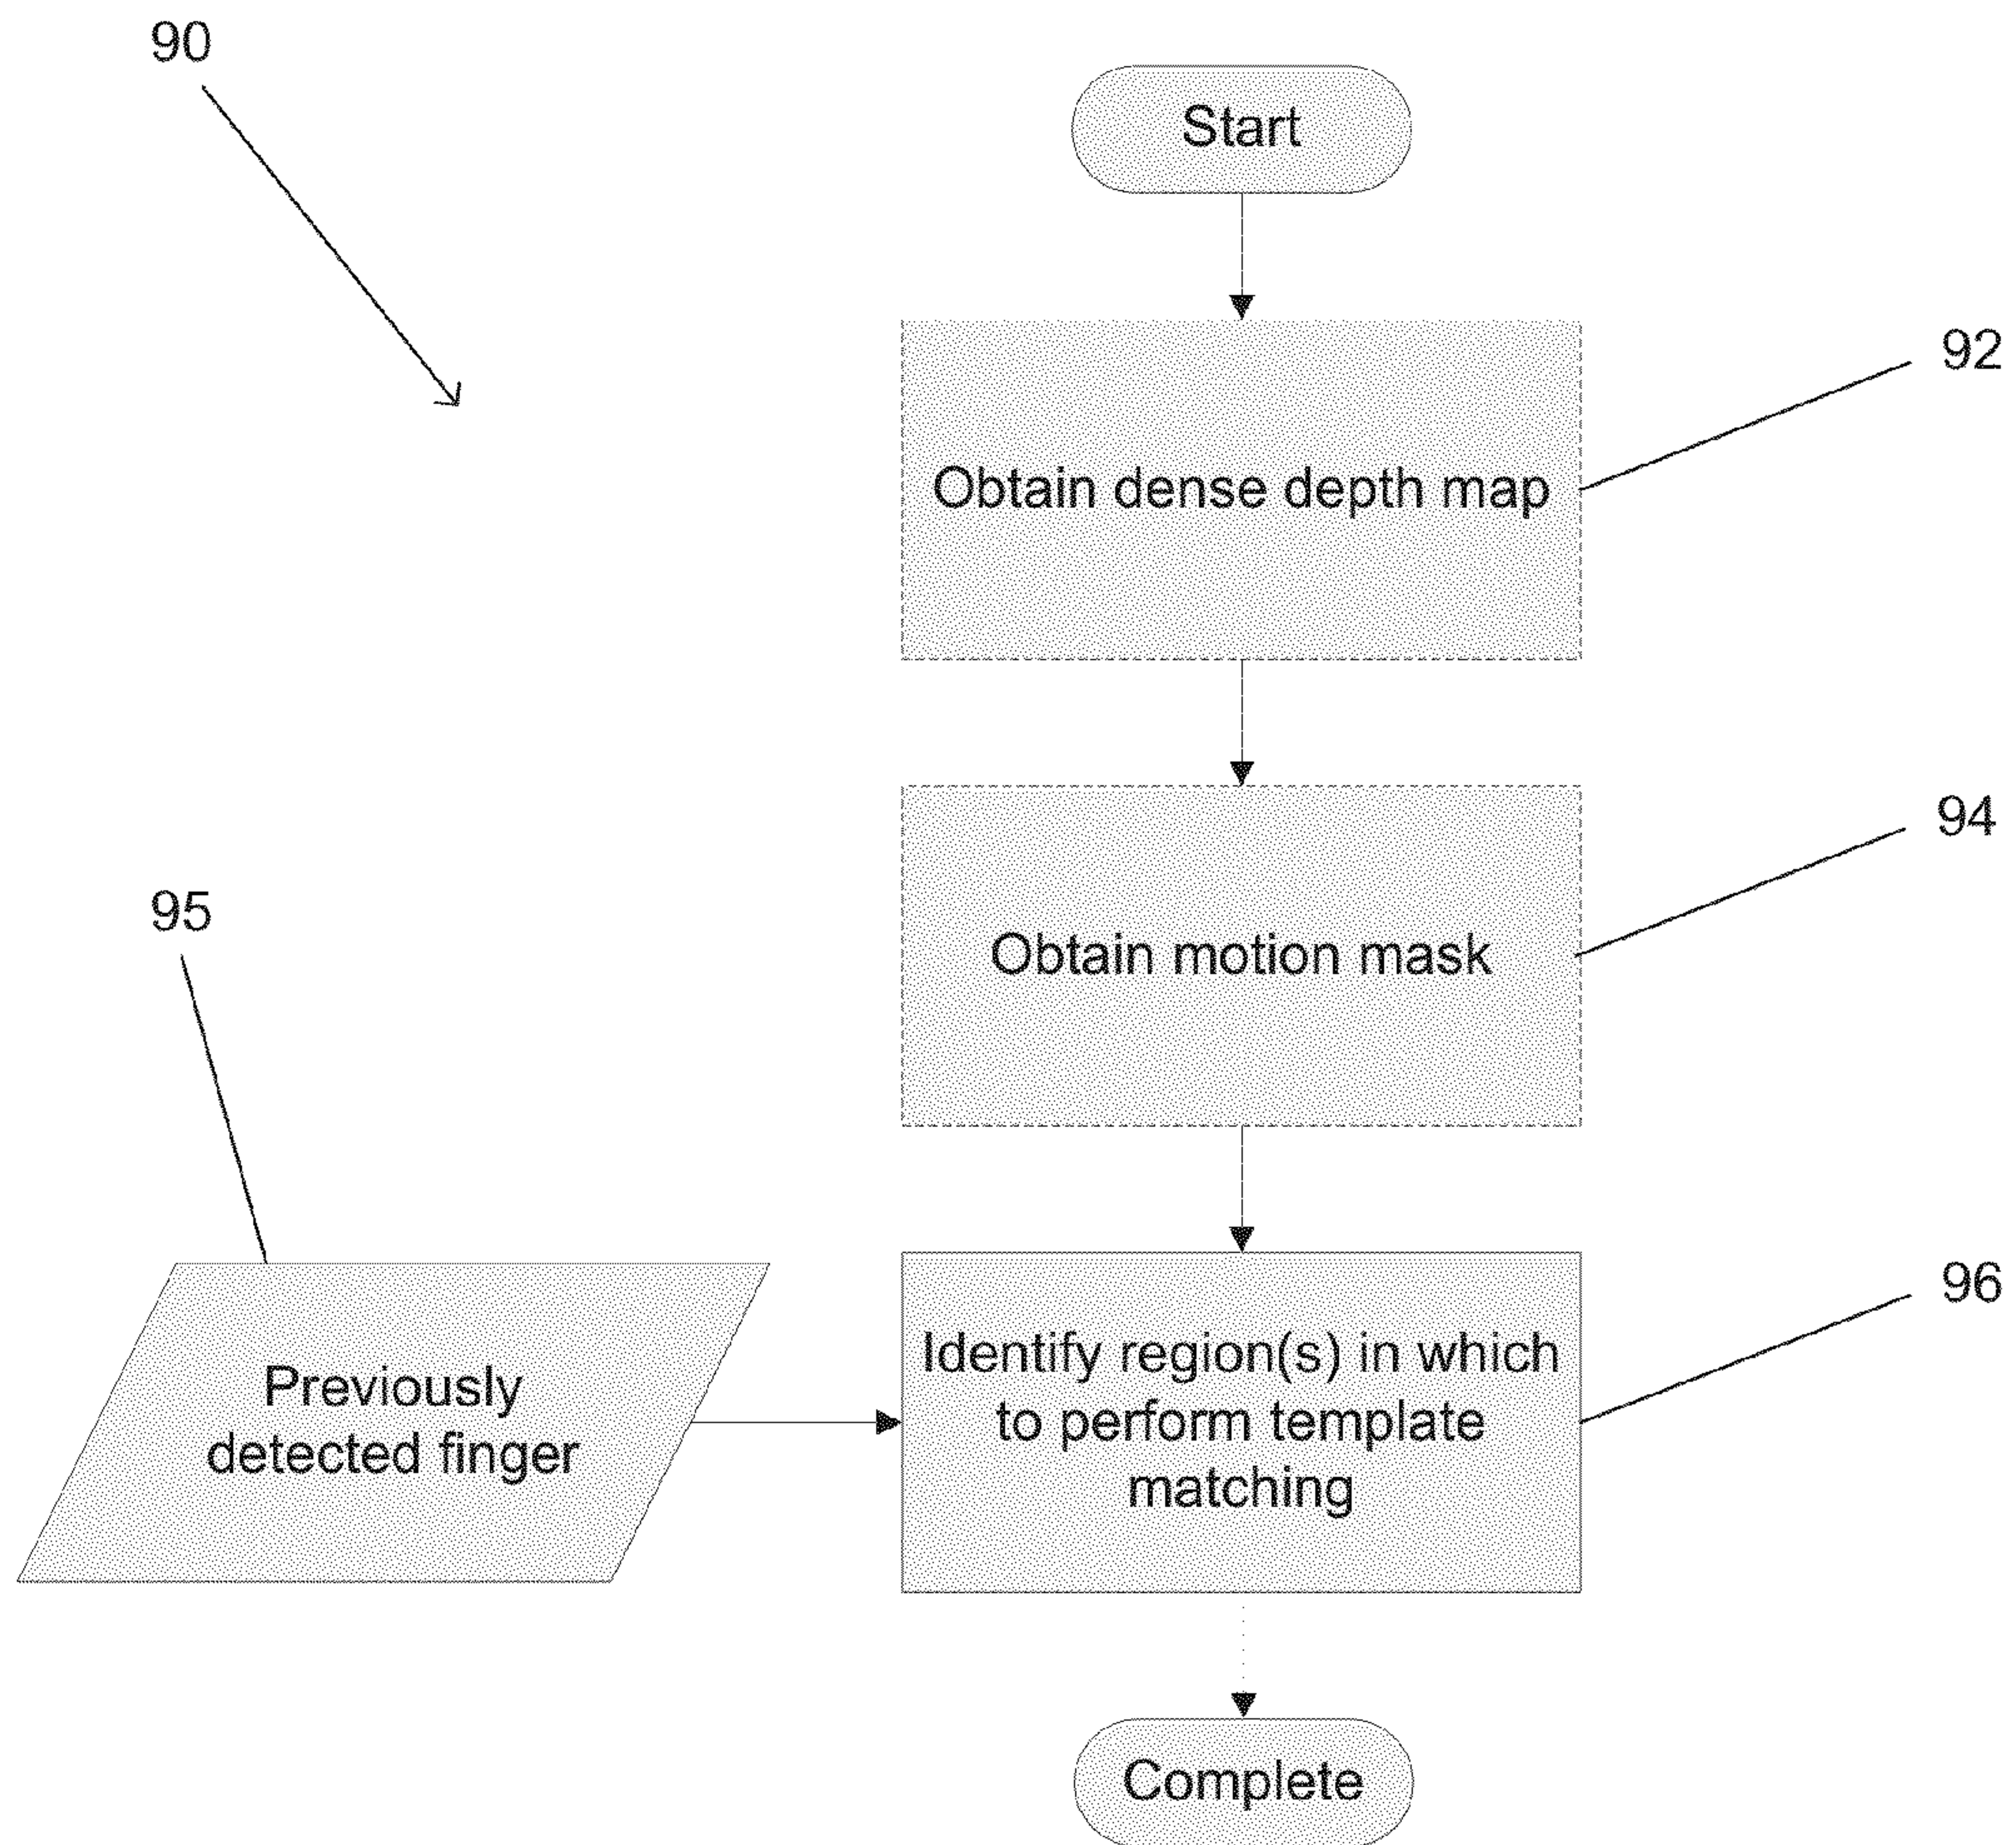 90
Start
92
Obtain dense depth map
94
Obtain motion mask
95
96
Previously
detected finger
Identify region(s) in which
to perform template
matching
Complete